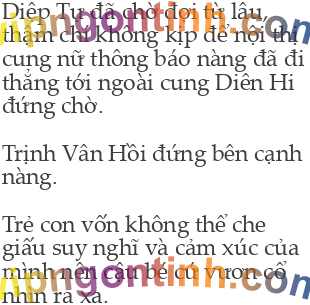 Diệp Tư đã chờ đợi từ lâu,
thậm chí không kịp để nội thị
cung nữ thông báo nàng đã đi
thẳng tới ngoài cung Diên Hi
đứng chờ.

Trịnh Vân Hồi đứng bên cạnh
nàng.

Trẻ con vốn không thể che
giấu suy nghĩ và cảm xúc của
mình nên cậu bé cứ vươn cổ
nhìn ra xa.